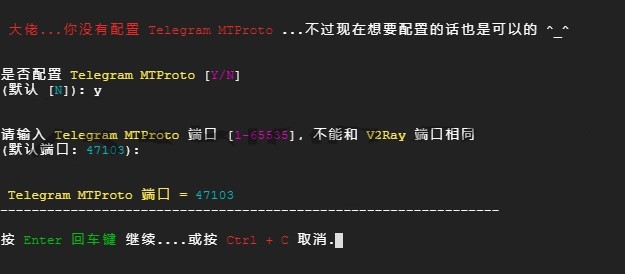 大佬...你没有配置 Telegram MTProto ...不过现在想要配置的话也是可以的 ^_^
是否配置 Telegram MTProto [Y/N]
(默认 [N]): y
请输入 Telegram MTProto 端口 [1-65535], 不能和 V2Ray 端口相同
(默认端口: 47103):
Telegram MTProto 端口 = 47103
---------------------------------------------------------------
按 Enter 回车键 继续....或按 Ctrl + C 取消.